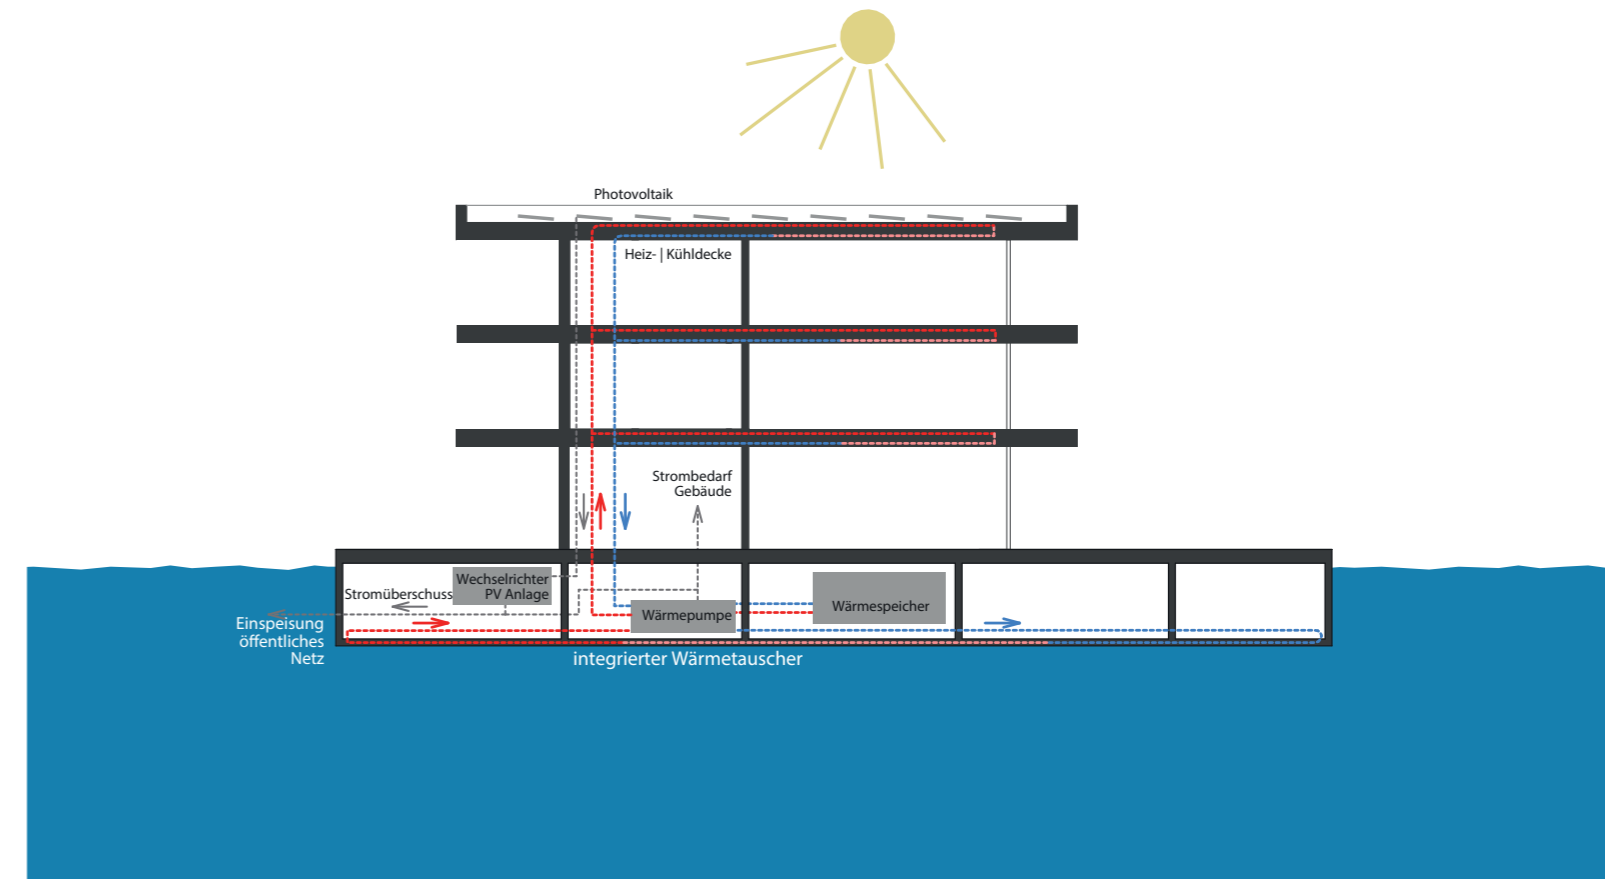 Photovoltaik
Heiz- | Kühldecke
Strombedarf
Gebäude
Wechselrichter
PV Anlage
Stromüberschuss
Wärmepumpe
Wärmespeicher
Einspeisung
öffentliches
Netz
integrierter Wärmetauscher